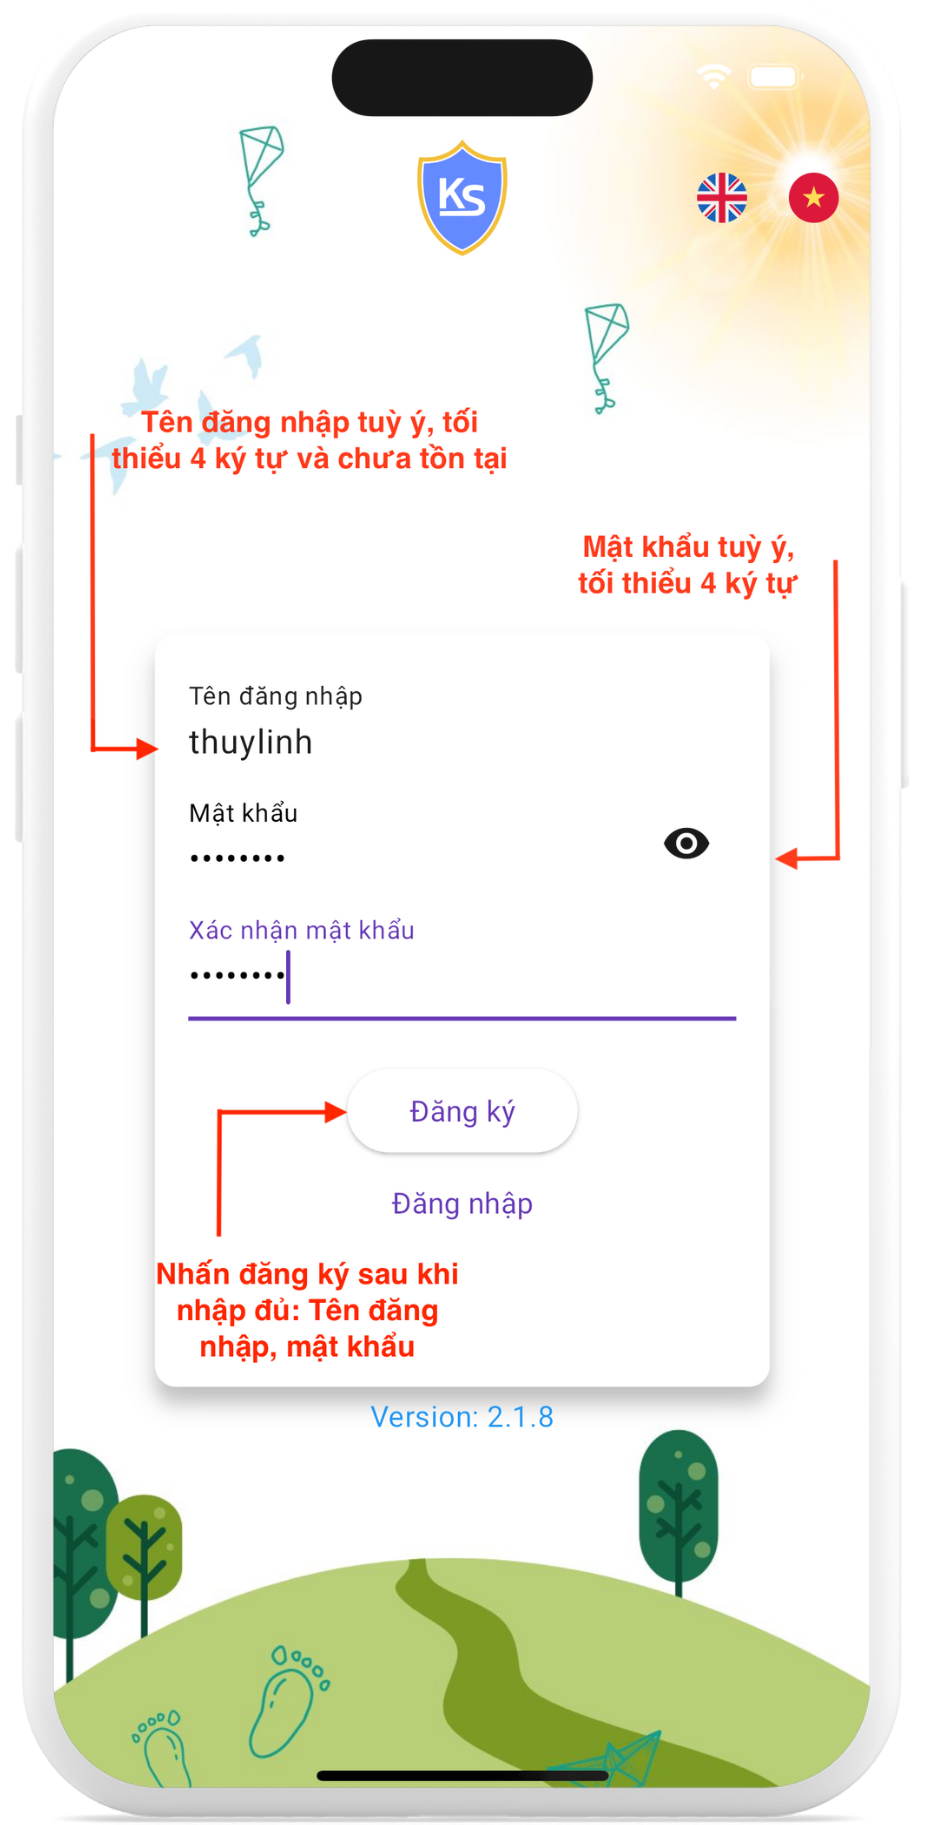 KS
Tên đăng nhập tuỳ ý, tối
thiểu 4 ký tự và chưa tồn tại
Mật khẩu tuỳ ý,
tối thiểu 4 ký tự
Tên đăng nhập
thuylinh
Mật khẩu
••••••••
Xác nhận mật khẩu
••••••••
Đăng ký
Đăng nhập
Nhấn đăng ký sau khi
nhập đủ: Tên đăng
nhập, mật khẩu
Version: 2.1.8